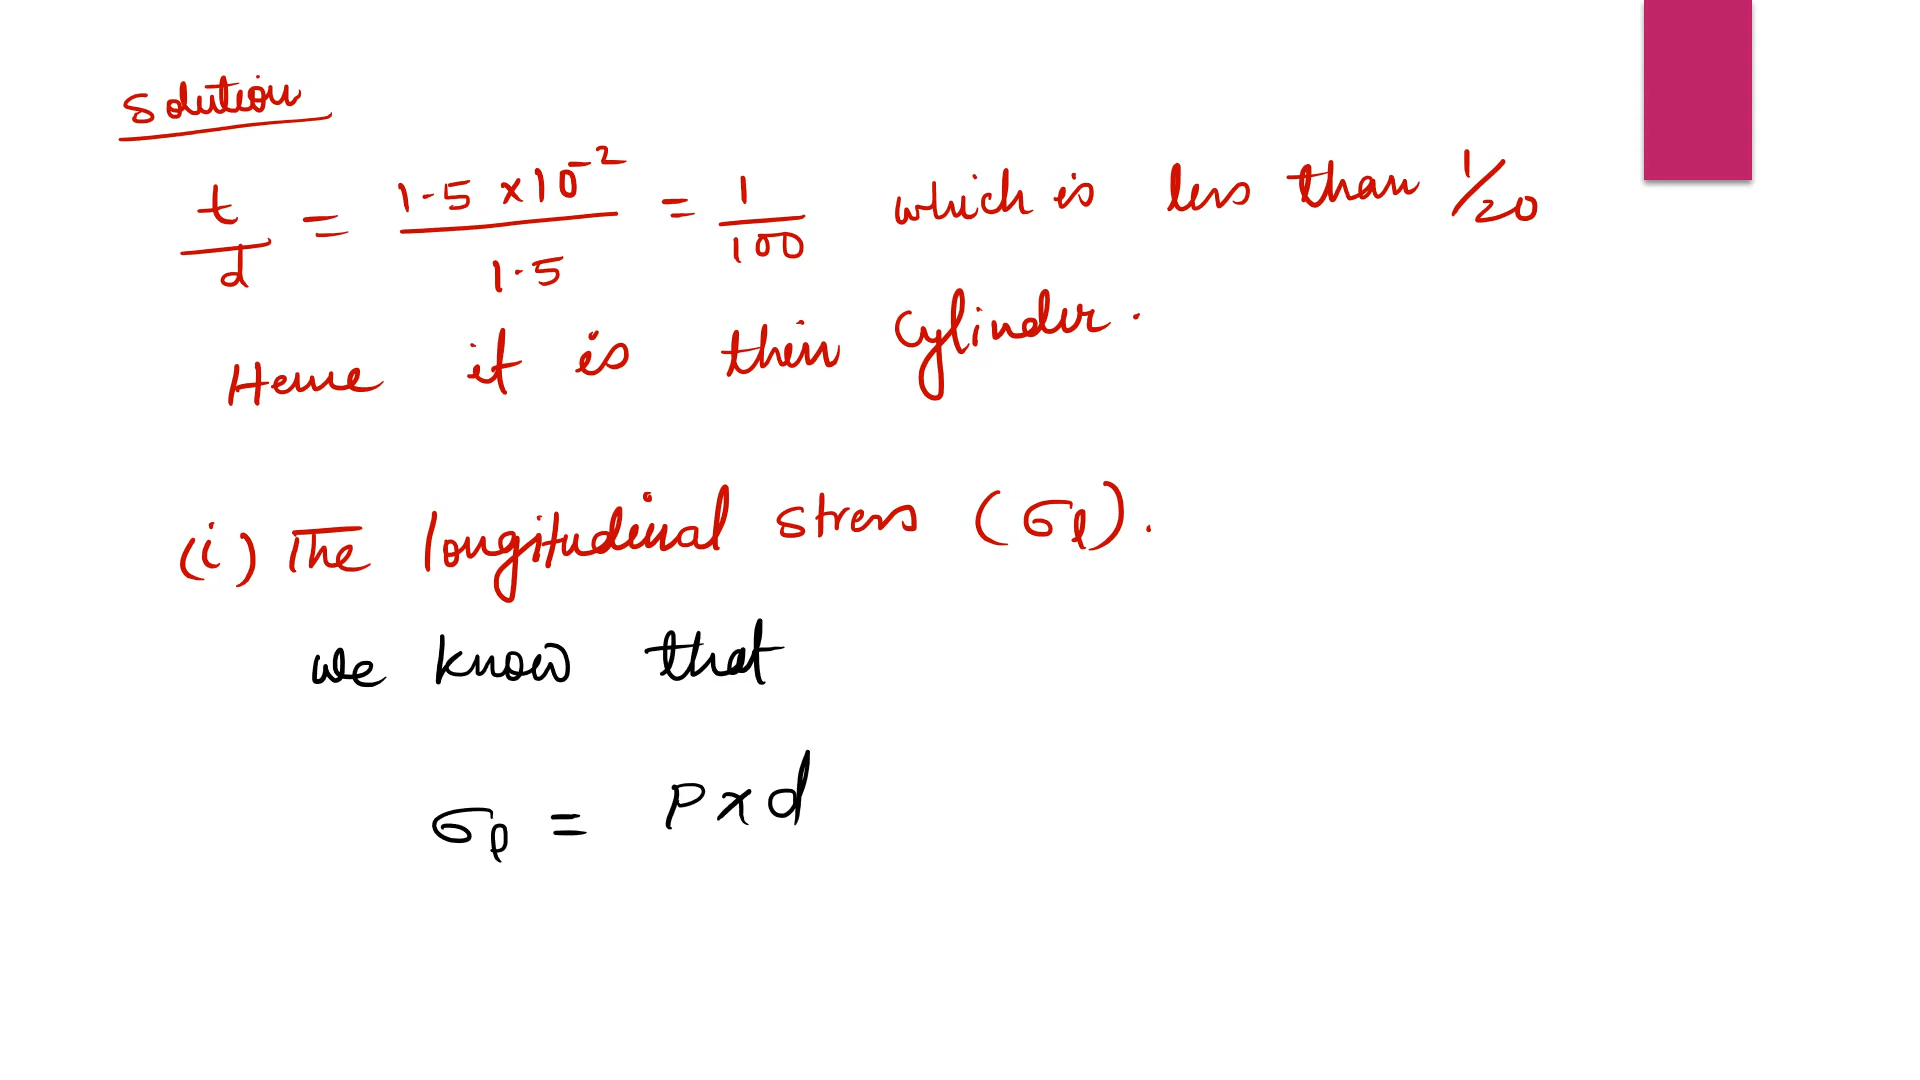 Solution
t/d = 1.5 × 10⁻² / 1.5 = 1/100 which is less than 1/20
Hence it is thin cylinder.
(i) The longitudinal stress (σl).
we know that
σl = P × d